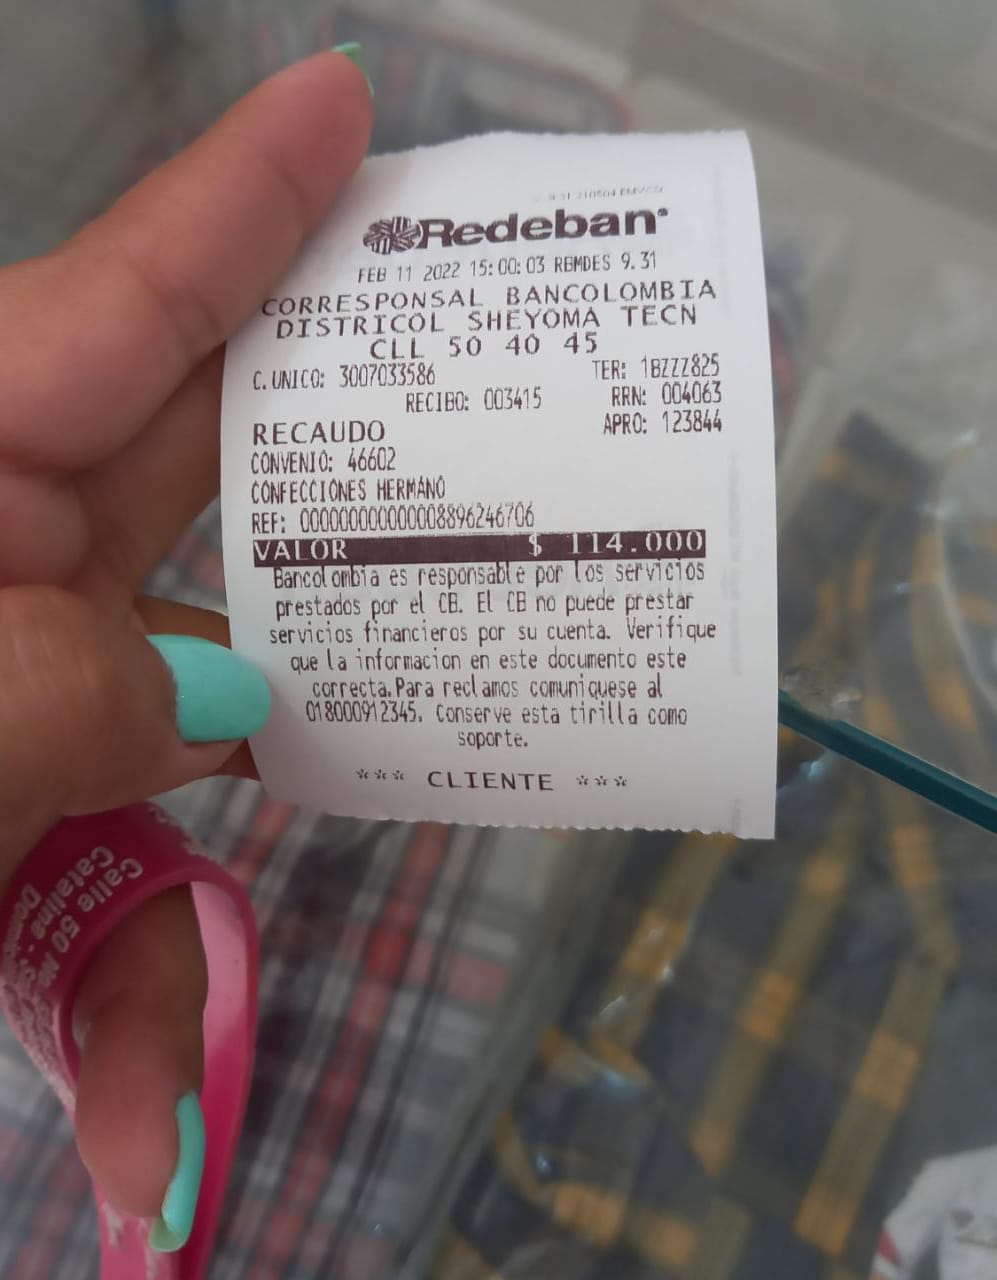 Redeban
FEB 11 2022 15:00:03 RBMDES 9.31
CORRESPONSAL BANCOLOMBIA
DISTRICOL SHEYOMA TECN
CLL 50 40 45
C. UNICO: 3007033586 TER: 1BZZZ825
RECIBO: 003415 RRN: 004063
RECAUDO APRO: 123844
CONVENIO: 46602
CONFECCIONES HERMANO
REF: 000000000000008896246706
VALOR $ 114.000
Bancolombia es responsable por los servicios
prestados por el CB. El CB no puede prestar
servicios financieros por su cuenta. Verifique
que la informacion en este documento este
correcta.Para reclamos comuniquese al
018000912345. Conserve esta tirilla como
soporte.
*** CLIENTE ***
Calle 50
Catalina